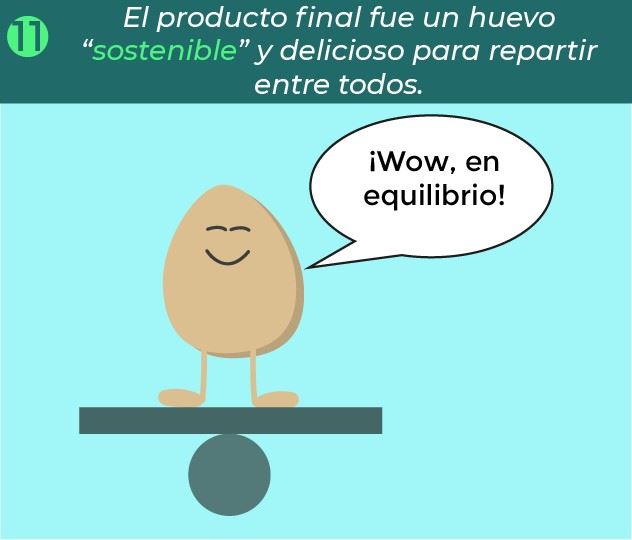 11
El producto final fue un huevo
“sostenible” y delicioso para repartir
entre todos.
¡Wow, en
equilibrio!